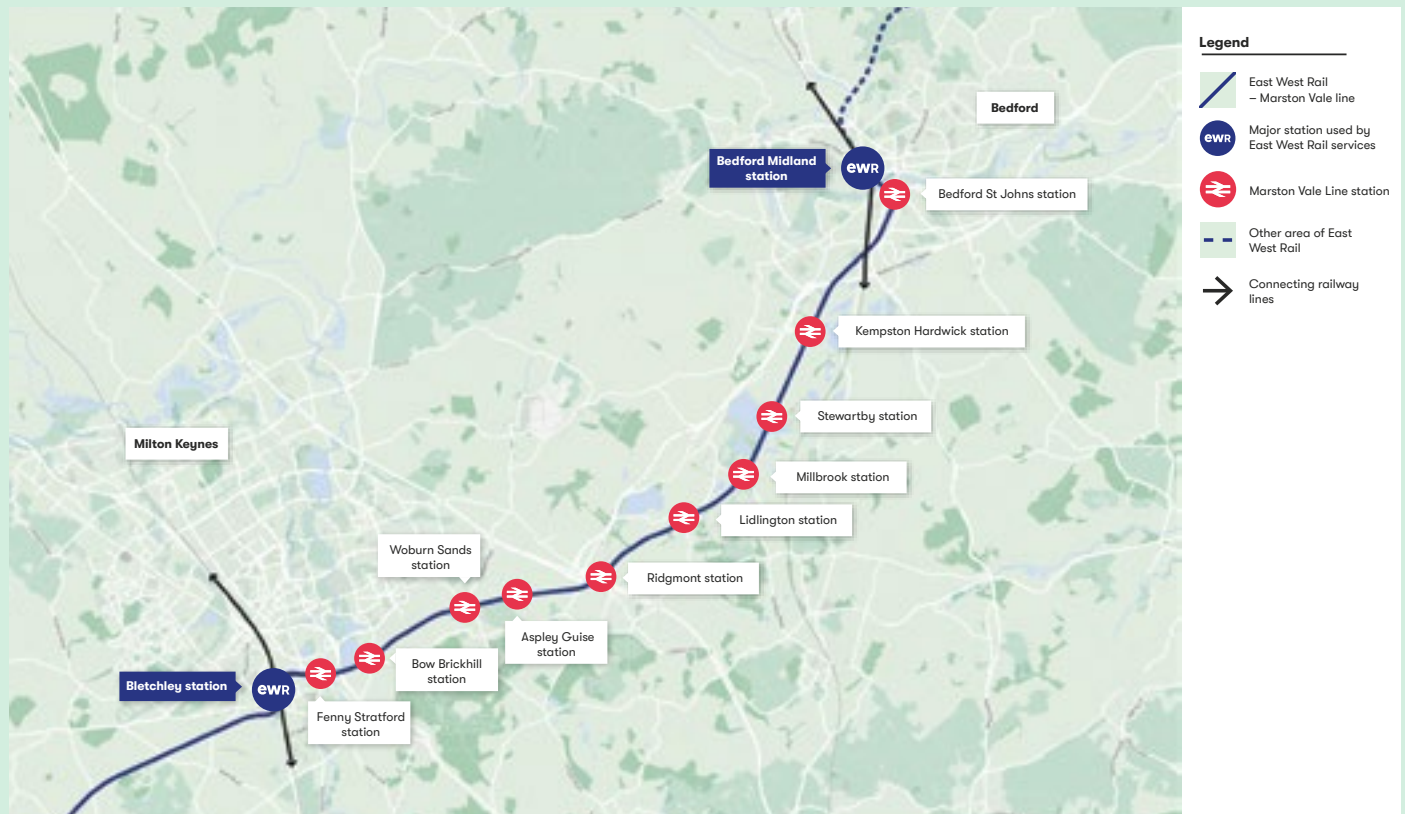 Legend
East West Rail
– Marston Vale line
ewR
Major station used by
East West Rail services
Marston Vale Line station
Other area of East
West Rail
Connecting railway
lines
Bedford
Bedford Midland
station
ewR
Bedford St Johns station
Kempston Hardwick station
Stewartby station
Milton Keynes
Millbrook station
Lidlington station
Woburn Sands
station
Ridgmont station
Aspley Guise
station
Bow Brickhill
station
Bletchley station
ewR
Fenny Stratford
station